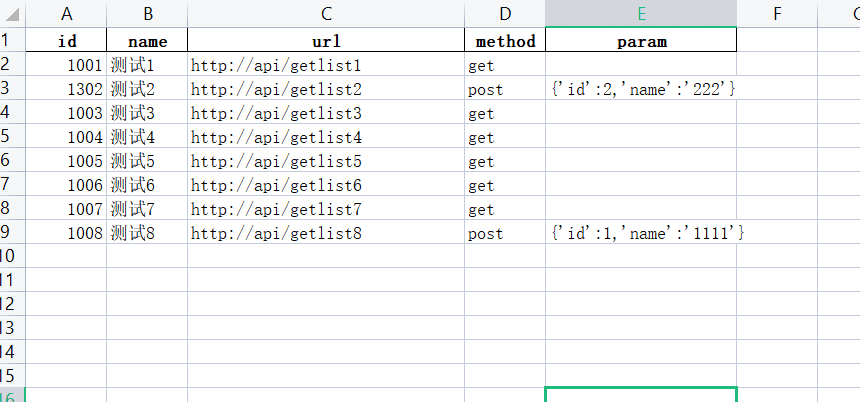 A B C D E F
1 id name url method param
2 1001 测试1 http://api/getlist1 get
3 1302 测试2 http://api/getlist2 post {'id':2,'name':'222'}
4 1003 测试3 http://api/getlist3 get
5 1004 测试4 http://api/getlist4 get
6 1005 测试5 http://api/getlist5 get
7 1006 测试6 http://api/getlist6 get
8 1007 测试7 http://api/getlist7 get
9 1008 测试8 http://api/getlist8 post {'id':1,'name':'1111'}
10
11
12
13
14
15
16